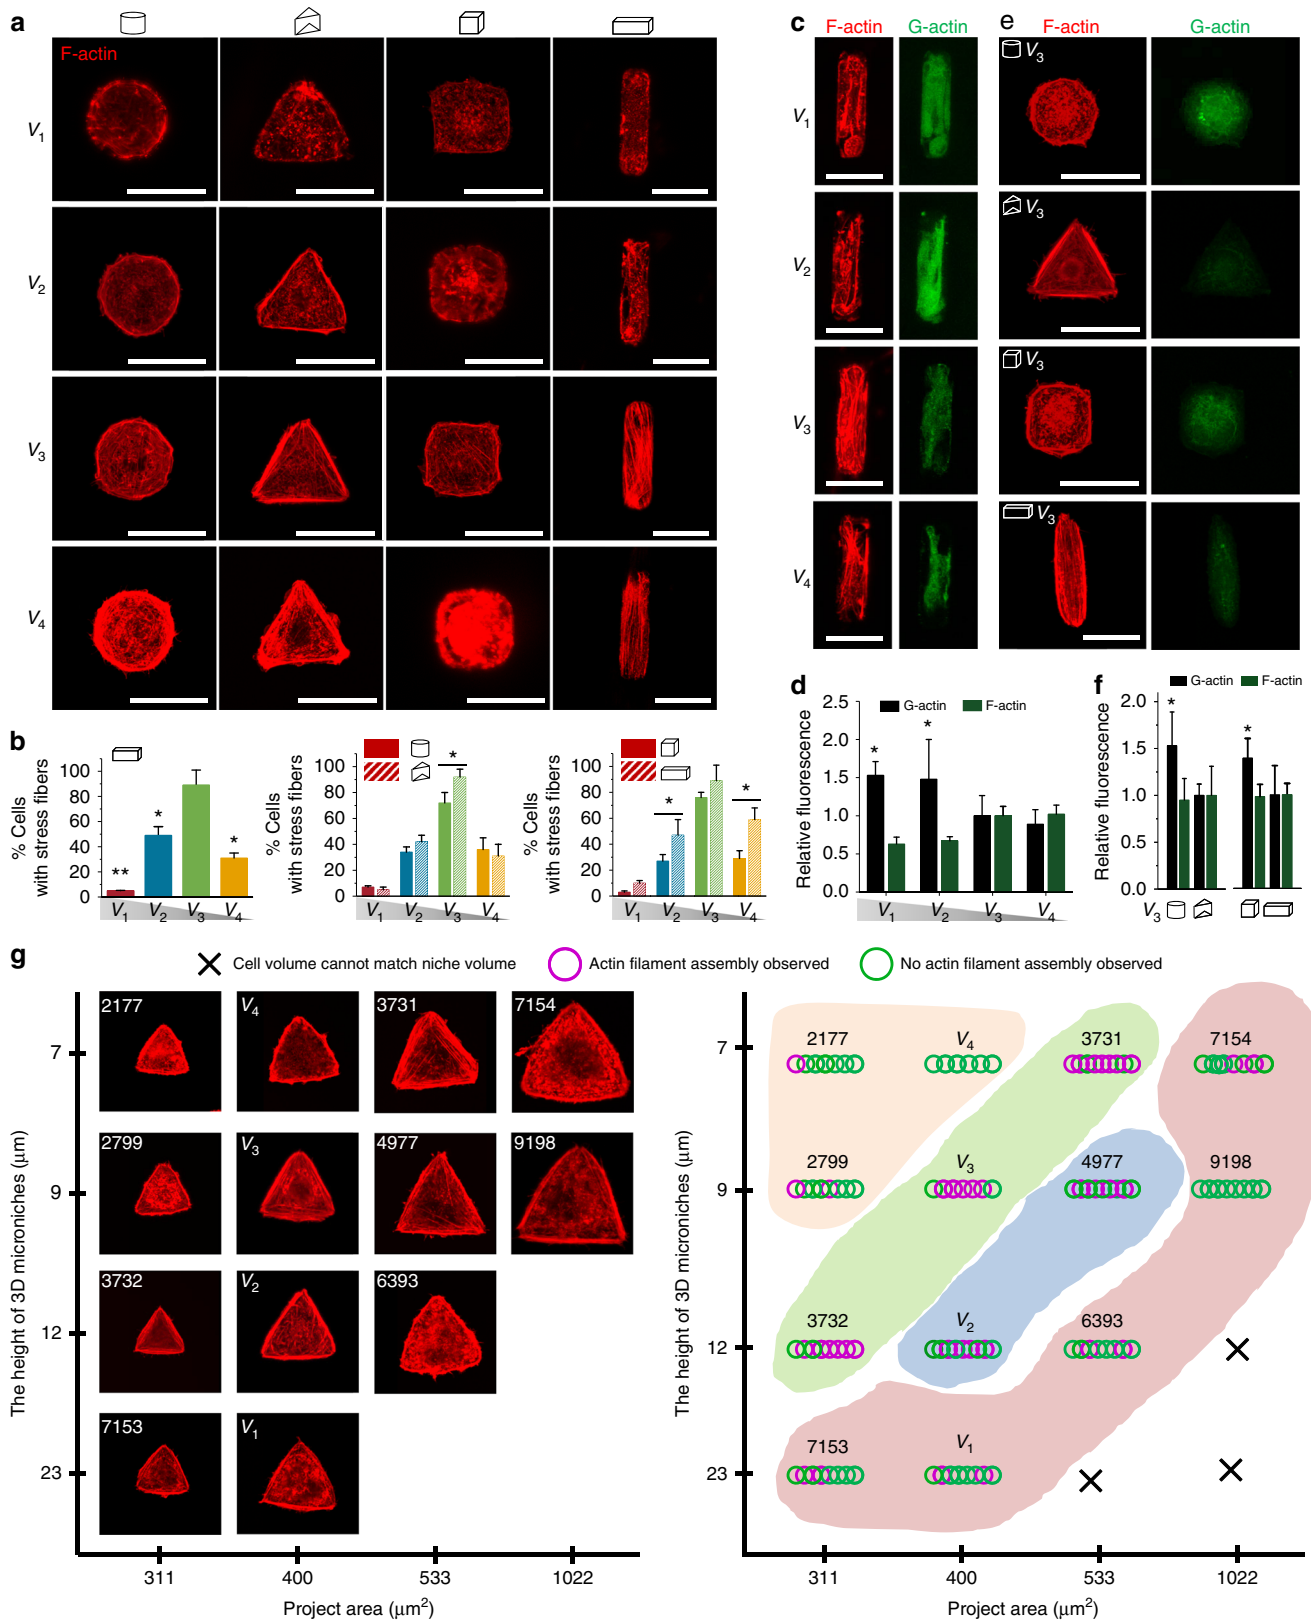 a
F-actin
V1
V2
V3
V4
c
F-actin G-actin
V1
V2
V3
V4
e
F-actin G-actin
V3
V3
V3
V3
b
% Cells
with stress fibers
100
80
60
40
20
0
**
*
*
V1 V2 V3 V4
% Cells
with stress fibers
100
80
60
40
20
0
*
V1 V2 V3 V4
% Cells
with stress fibers
100
80
60
40
20
0
*
*
V1 V2 V3 V4
d
Relative fluorescence
2.5
2.0
1.5
1.0
0.5
0.0
G-actin F-actin
*
*
V1 V2 V3 V4
f
G-actin F-actin
Relative fluorescence
2.0
1.5
1.0
0.5
0.0
*
*
V3
g
Cell volume cannot match niche volume
Actin filament assembly observed
No actin filament assembly observed
The height of 3D microniches (μm)
7
9
12
23
2177 V4 3731 7154
2799 V3 4977 9198
3732 V2 6393
7153 V1
311 400 533 1022
Project area (μm2)
The height of 3D microniches (μm)
7
9
12
23
2177 V4 3731 7154
2799 V3 4977 9198
3732 V2 6393
7153 V1
311 400 533 1022
Project area (μm2)